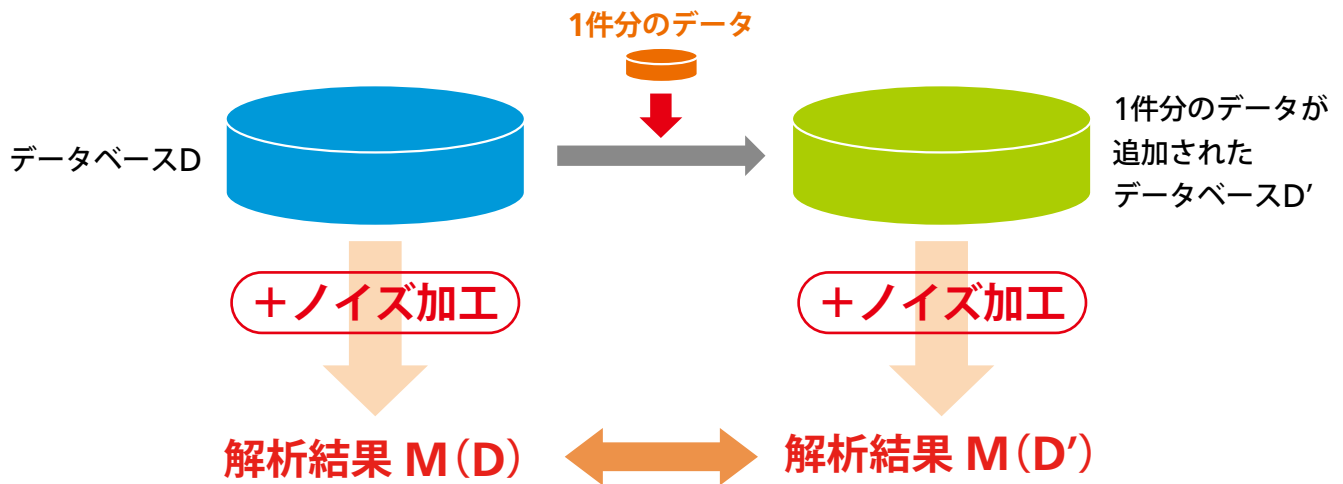 1件分のデータ
データベースD
1件分のデータが
追加された
データベースD’
＋ノイズ加工
＋ノイズ加工
解析結果 M（D）
解析結果 M（D’）